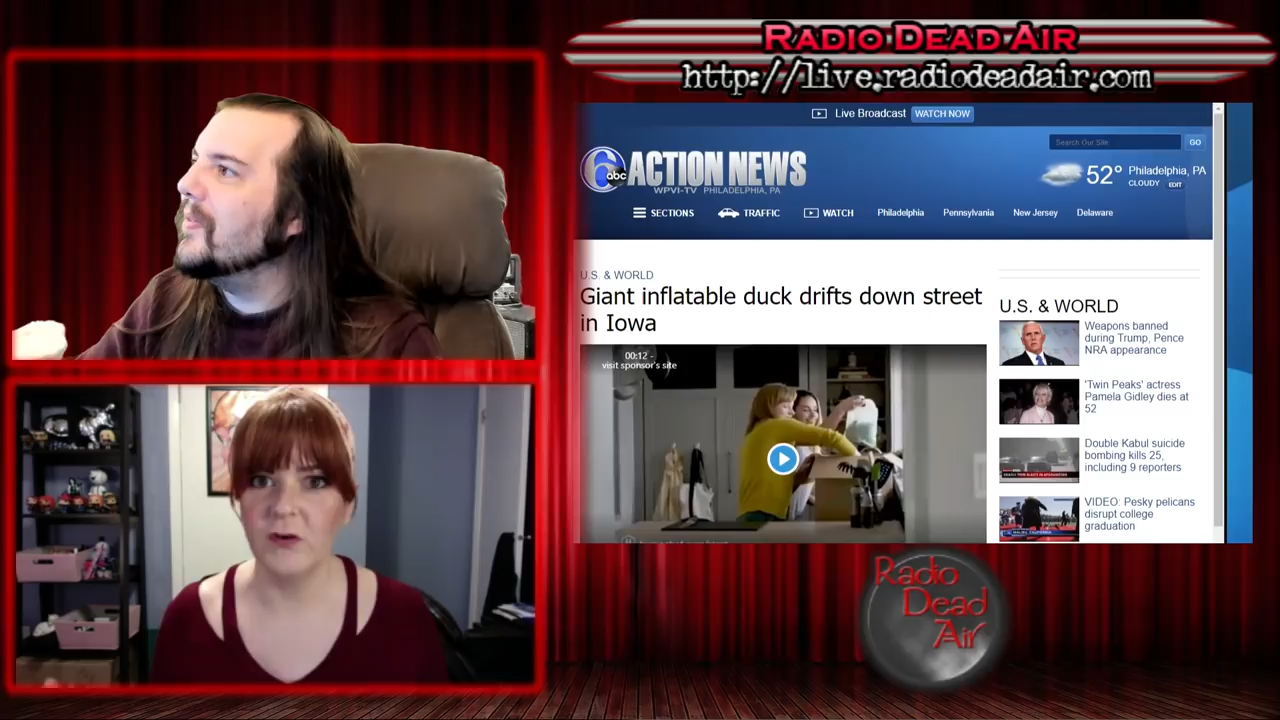 RADIO DEAD AIR
http://live.radiodeadair.com
Live Broadcast WATCH NOW
Search Our Site GO
6abc ACTION NEWS
WPVI-TV PHILADELPHIA, PA
52° Philadelphia, PA
CLOUDY EDIT
SECTIONS TRAFFIC WATCH Philadelphia Pennsylvania New Jersey Delaware
U.S. & WORLD
Giant inflatable duck drifts down street
in Iowa
00:12 -
visit sponsor's site
U.S. & WORLD
Weapons banned
during Trump, Pence
NRA appearance
'Twin Peaks' actress
Pamela Gidley dies at
52
Double Kabul suicide
bombing kills 25,
including 9 reporters
VIDEO: Pesky pelicans
disrupt college
graduation
Radio
Dead
Air